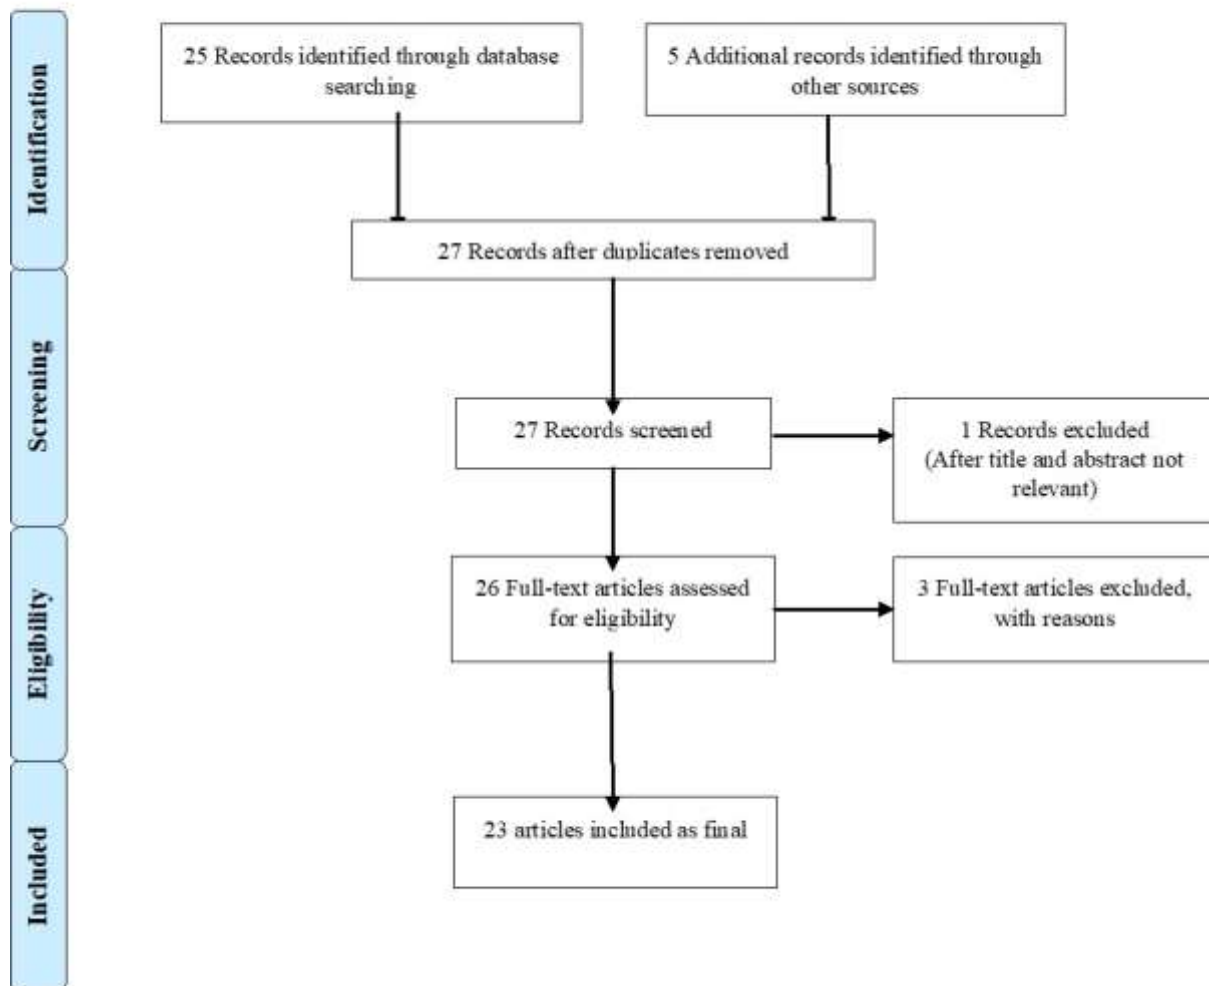 Identification
25 Records identified through database
searching
5 Additional records identified through
other sources
27 Records after duplicates removed
Screening
27 Records screened
1 Records excluded
(After title and abstract not
relevant)
Eligibility
26 Full-text articles assessed
for eligibility
3 Full-text articles excluded,
with reasons
Included
23 articles included as final